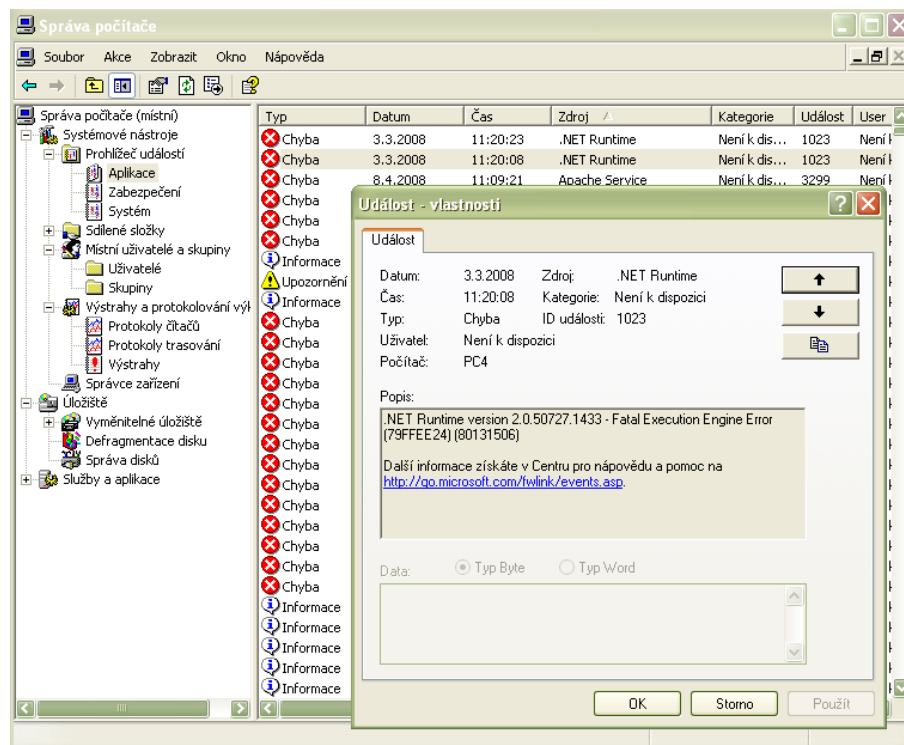 Správa počítače
Soubor Akce Zobrazit Okno Nápověda
Správa počítače (místní)
Systémové nástroje
Prohlížeč událostí
Aplikace
Zabezpečení
Systém
Sdílené složky
Místní uživatelé a skupiny
Uživatelé
Skupiny
Výstrahy a protokolování výk
Protokoly čítačů
Protokoly trasování
Výstrahy
Správce zařízení
Úložiště
Vyměnitelné úložiště
Defragmentace disku
Správa disků
Služby a aplikace
Typ Datum Čas Zdroj Kategorie Událost User
Chyba 3.3.2008 11:20:23 .NET Runtime Není k dis... 1023 Není
Chyba 3.3.2008 11:20:08 .NET Runtime Není k dis... 1023 Není
Chyba 8.4.2008 11:09:21 Apache Service Není k dis... 3299 Není
Chyba
Chyba
Chyba
Informace
Upozornění
Informace
Chyba
Chyba
Chyba
Chyba
Chyba
Chyba
Chyba
Chyba
Chyba
Chyba
Chyba
Chyba
Chyba
Chyba
Informace
Informace
Informace
Informace
Informace
Událost - vlastnosti
Událost
Datum: 3.3.2008 Zdroj: .NET Runtime
Čas: 11:20:08 Kategorie: Není k dispozici
Typ: Chyba ID události: 1023
Uživatel: Není k dispozici
Počítač: PC4
Popis:
.NET Runtime version 2.0.50727.1433 - Fatal Execution Engine Error
(79FFEE24) (80131506)
Další informace získáte v Centru pro nápovědu a pomoc na
http://go.microsoft.com/fwlink/events.asp.
Data: Typ Byte Typ Word
OK Storno Použít